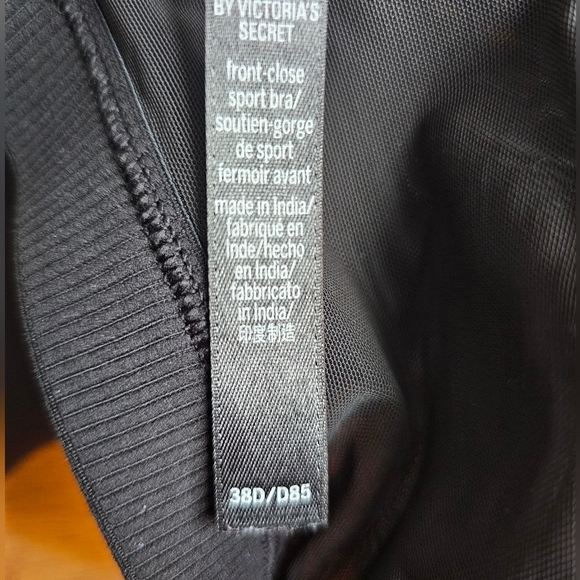 BY VICTORIA'S
SECRET
front-close
sport bra/
soutien-gorge
de sport
fermoir avant
made in India/
fabriqué en
Inde/hecho
en India/
fabbricato
in India/
印度制造
38D/D85